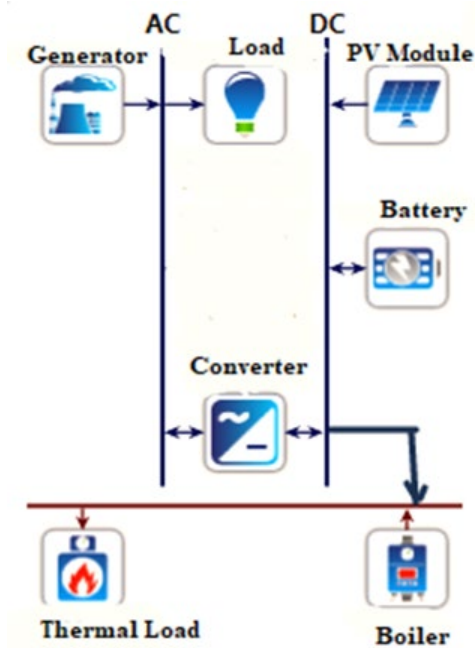 AC
DC
Generator
Load
PV Module
Battery
Converter
Thermal Load
Boiler